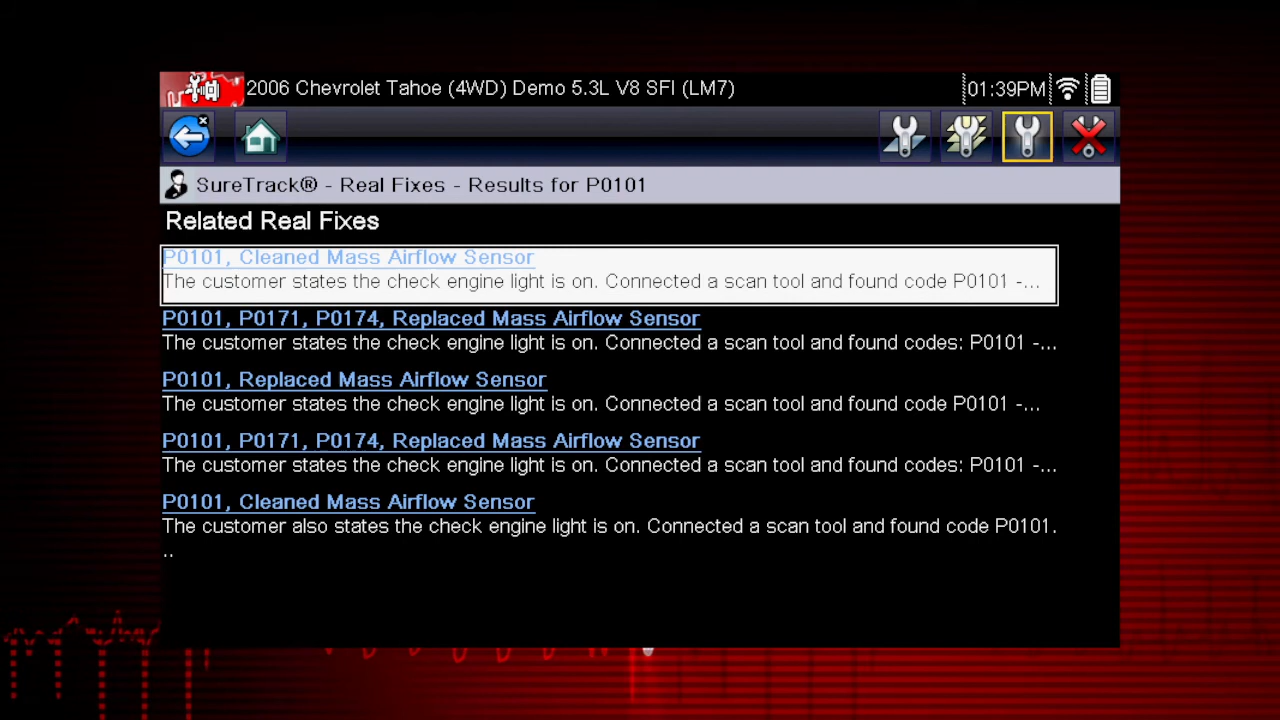 2006 Chevrolet Tahoe (4WD) Demo 5.3L V8 SFI (LM7)
01:39PM
SureTrack® - Real Fixes - Results for P0101
Related Real Fixes
P0101, Cleaned Mass Airflow Sensor
The customer states the check engine light is on. Connected a scan tool and found code P0101 -...
P0101, P0171, P0174, Replaced Mass Airflow Sensor
The customer states the check engine light is on. Connected a scan tool and found codes: P0101 -...
P0101, Replaced Mass Airflow Sensor
The customer states the check engine light is on. Connected a scan tool and found code P0101 -...
P0101, P0171, P0174, Replaced Mass Airflow Sensor
The customer states the check engine light is on. Connected a scan tool and found codes: P0101 -...
P0101, Cleaned Mass Airflow Sensor
The customer also states the check engine light is on. Connected a scan tool and found code P0101.
..